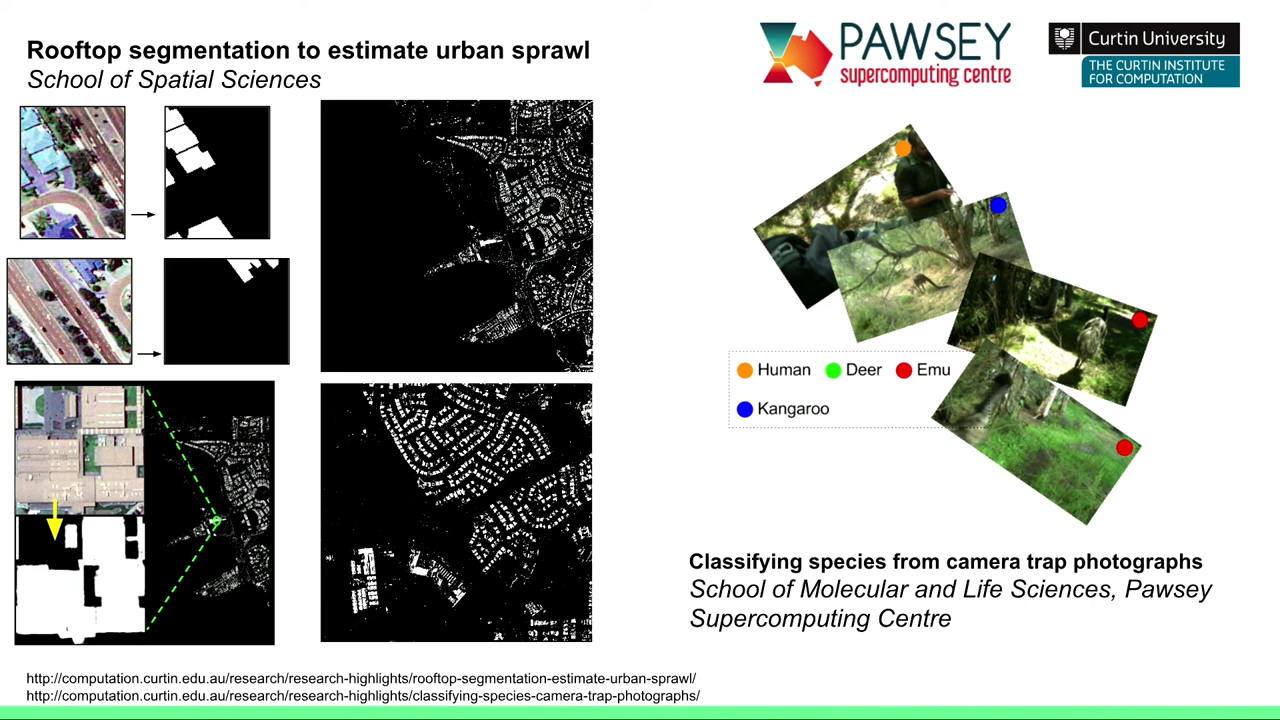 Rooftop segmentation to estimate urban sprawl
School of Spatial Sciences
PAWSEY
supercomputing centre
Curtin University
THE CURTIN INSTITUTE
FOR COMPUTATION
Human
Deer
Emu
Kangaroo
Classifying species from camera trap photographs
School of Molecular and Life Sciences, Pawsey
Supercomputing Centre
http://computation.curtin.edu.au/research/research-highlights/rooftop-segmentation-estimate-urban-sprawl/
http://computation.curtin.edu.au/research/research-highlights/classifying-species-camera-trap-photographs/